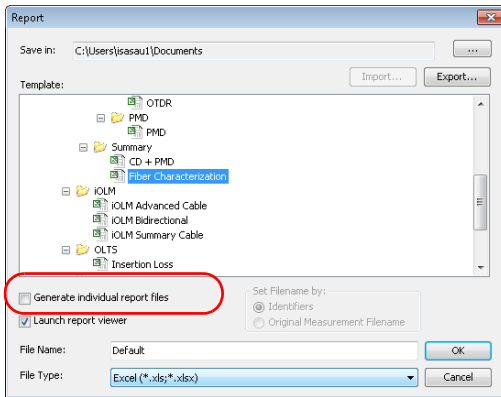 Report
Save in: C:\Users\isasau1\Documents ...
Import... Export...
Template:
OTDR
PMD
PMD
Summary
CD + PMD
Fiber Characterization
iOLM
iOLM Advanced Cable
iOLM Bidirectional
iOLM Summary Cable
OLTS
Insertion Loss
Generate individual report files
Launch report viewer
Set Filename by:
Identifiers
Original Measurement Filename
File Name: Default OK
File Type: Excel (*.xls;*.xlsx) Cancel